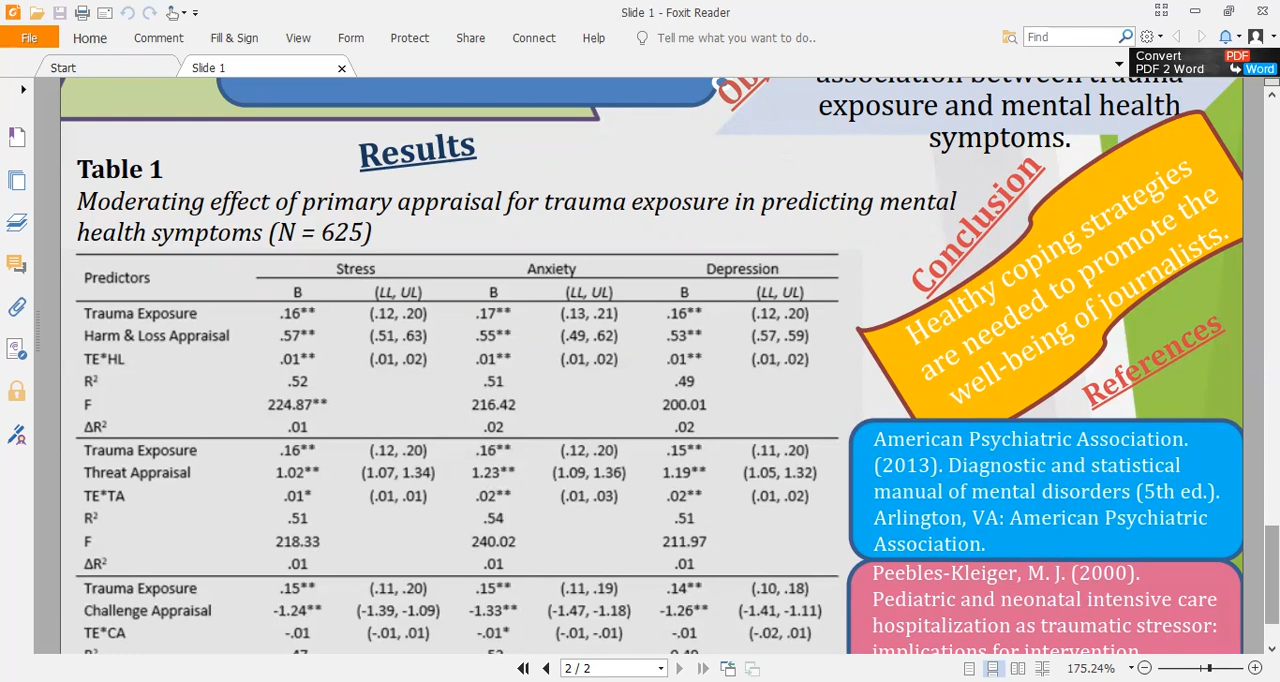 Slide 1 - Foxit Reader
File Home Comment Fill & Sign View Form Protect Share Connect Help Tell me what you want to do.. Find
Convert PDF
PDF 2 Word Word
Start Slide 1
association between trauma
exposure and mental health
symptoms.
Results
Table 1
Moderating effect of primary appraisal for trauma exposure in predicting mental
health symptoms (N = 625)
Predictors Stress Anxiety Depression
B (LL, UL) B (LL, UL) B (LL, UL)
Trauma Exposure .16** (.12, .20) .17** (.13, .21) .16** (.12, .20)
Harm & Loss Appraisal .57** (.51, .63) .55** (.49, .62) .53** (.57, .59)
TE*HL .01** (.01, .02) .01** (.01, .02) .01** (.01, .02)
R² .52 .51 .49
F 224.87** 216.42 200.01
ΔR² .01 .02 .02
Trauma Exposure .16** (.12, .20) .16** (.12, .20) .15** (.11, .20)
Threat Appraisal 1.02** (1.07, 1.34) 1.23** (1.09, 1.36) 1.19** (1.05, 1.32)
TE*TA .01* (.01, .01) .02** (.01, .03) .02** (.01, .02)
R² .51 .54 .51
F 218.33 240.02 211.97
ΔR² .01 .01 .01
Trauma Exposure .15** (.11, .20) .15** (.11, .19) .14** (.10, .18)
Challenge Appraisal -1.24** (-1.39, -1.09) -1.33** (-1.47, -1.18) -1.26** (-1.41, -1.11)
TE*CA -.01 (-.01, .01) -.01* (-.01, -.01) -.01 (-.02, .01)
Conclusion
Healthy coping strategies
are needed to promote the
well-being of journalists.
References
American Psychiatric Association.
(2013). Diagnostic and statistical
manual of mental disorders (5th ed.).
Arlington, VA: American Psychiatric
Association.
Peebles-Kleiger, M. J. (2000).
Pediatric and neonatal intensive care
hospitalization as traumatic stressor:
implications for intervention.
2 / 2 175.24%